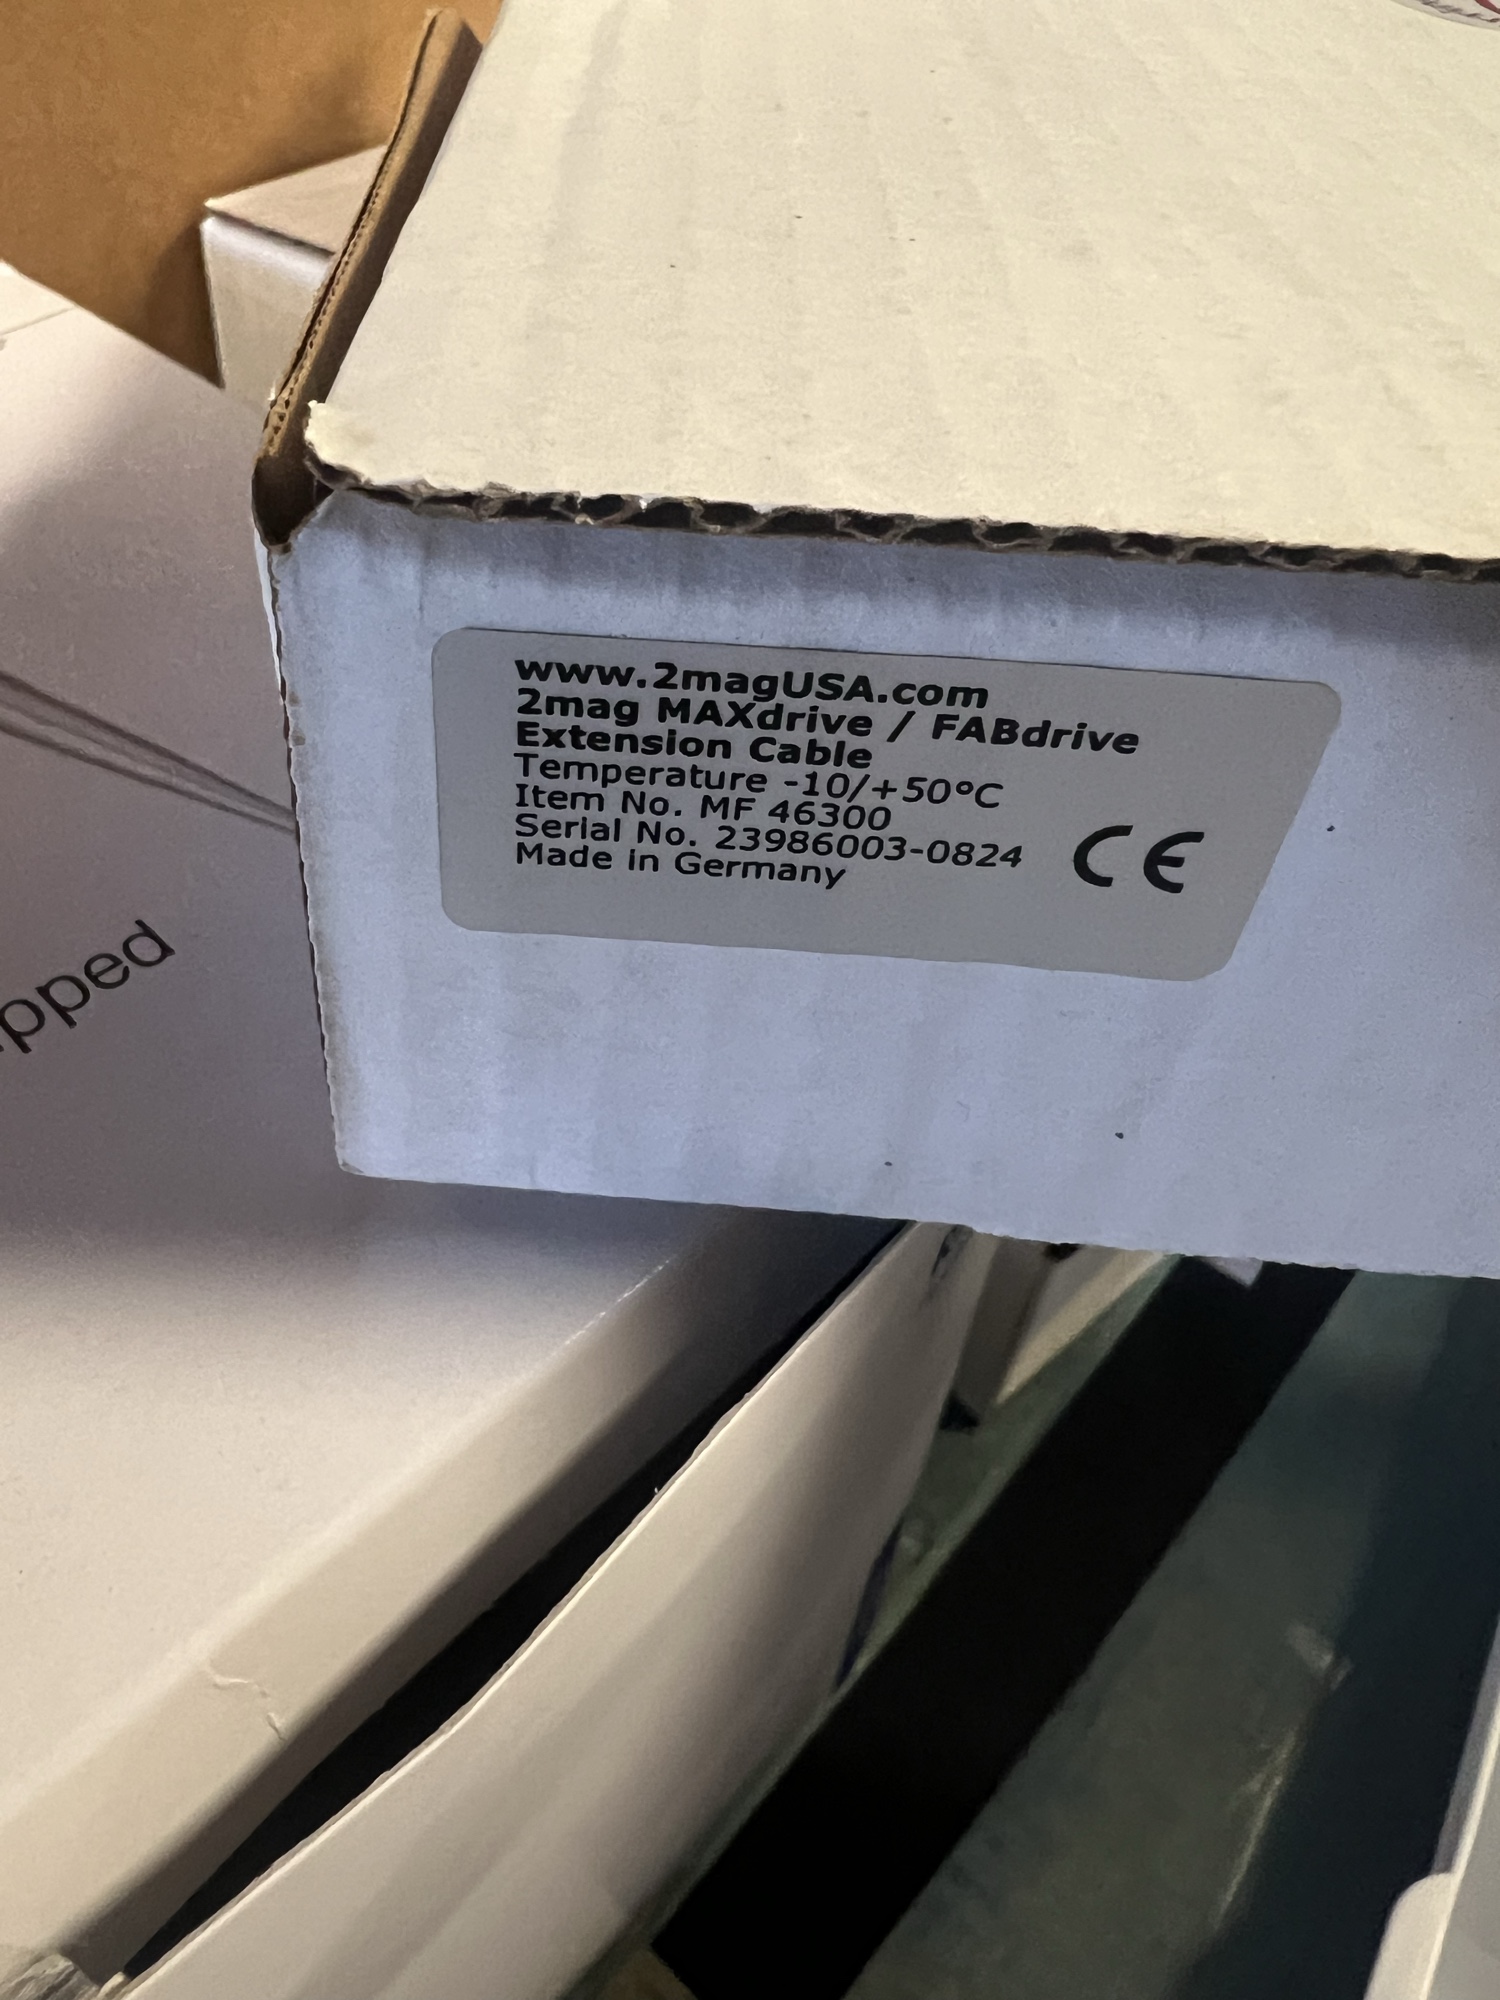 www.2magUSA.com
2mag MAXdrive / FABdrive
Extension Cable
Temperature -10/+50°C
Item No. MF 46300
Serial No. 23986003-0824
Made in Germany
CE